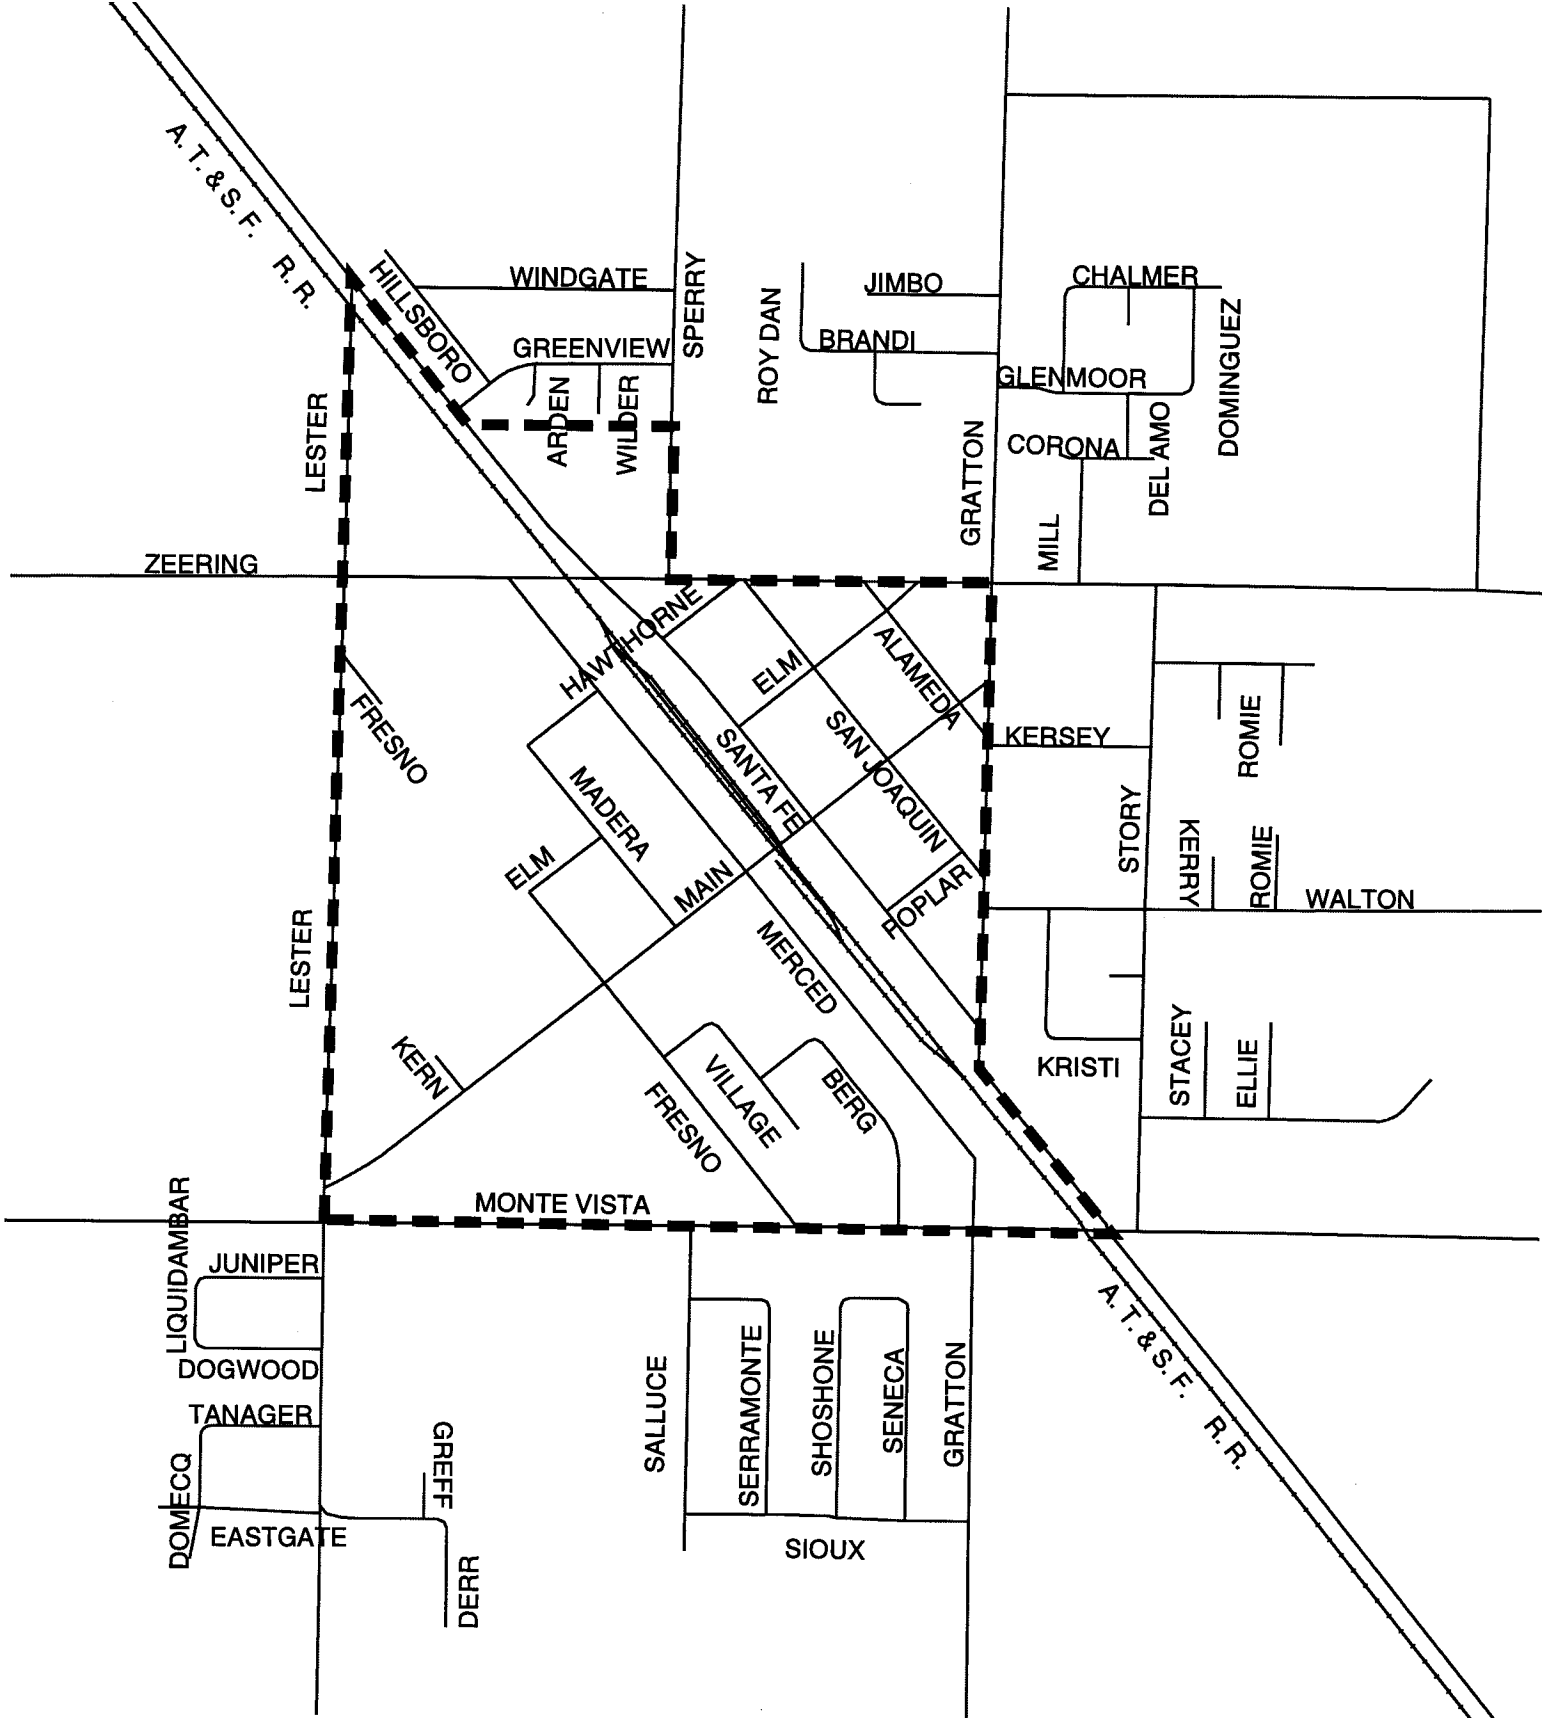 A. T. & S. F. R. R.
HILLSBORO
WINDGATE
SPERRY
GREENVIEW
ARDEN
WILDER
ROY DAN
JIMBO
BRANDI
CHALMER
DOMINGUEZ
GLENMOOR
CORONA
DEL AMO
GRATTON
MILL
LESTER
ZEERING
HAWTHORNE
ELM
ALAMEDA
FRESNO
SANTA FE
SAN JOAQUIN
KERSEY
ROMIE
MADERA
STORY
KERRY
ROMIE
ELM
MAIN
POPLAR
WALTON
LESTER
MERCED
KERN
VILLAGE
BERG
FRESNO
KRISTI
STACEY
ELLIE
MONTE VISTA
LIQUIDAMBAR
JUNIPER
DOGWOOD
TANAGER
DOMECQ
EASTGATE
GREFF
DERR
SALLUCE
SERRAMONTE
SHOSHONE
SENECA
GRATTON
SIOUX
A. T. & S. F. R. R.